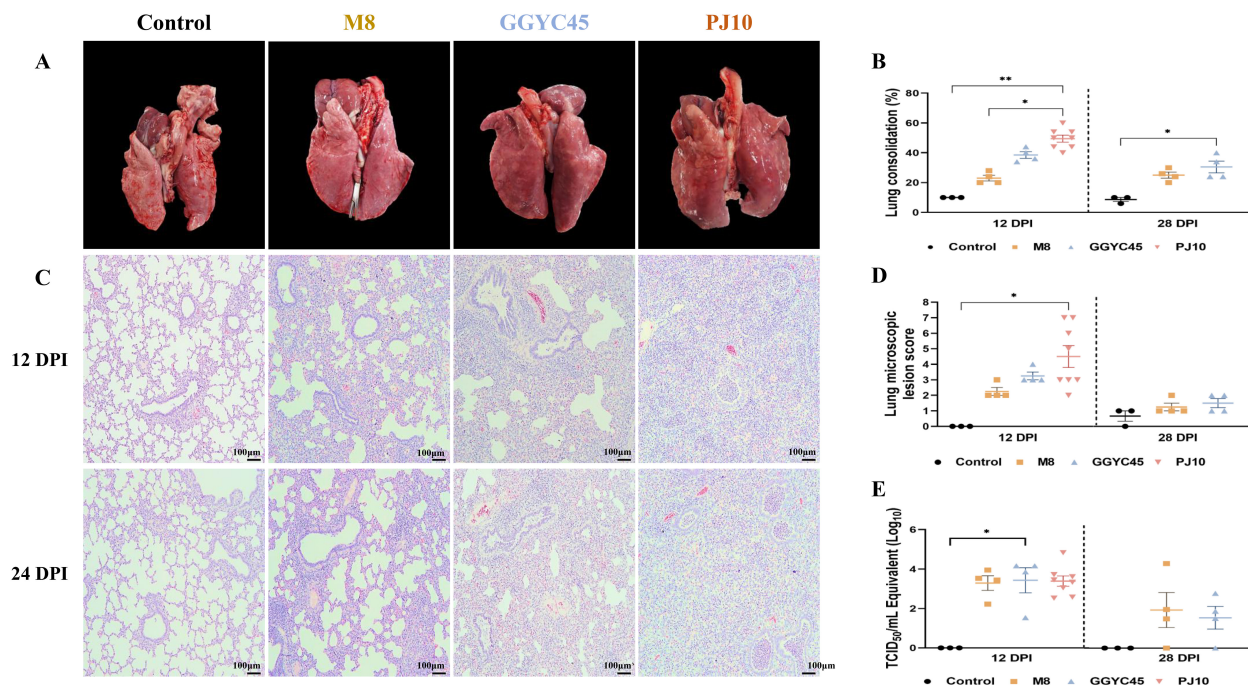 Control M8 GGYC45 PJ10
A
B
Lung consolidation (%)
80
60
40
20
0
**
*
*
12 DPI 28 DPI
Control M8 GGYC45 PJ10
C
12 DPI
100μm 100μm 100μm 100μm
24 DPI
100μm 100μm 100μm 100μm
D
Lung microscopic
lesion score
8
7
6
5
4
3
2
1
0
*
12 DPI 28 DPI
Control M8 GGYC45 PJ10
E
TCID50/mL Equivalent (Log10)
6
4
2
0
*
12 DPI 28 DPI
Control M8 GGYC45 PJ10